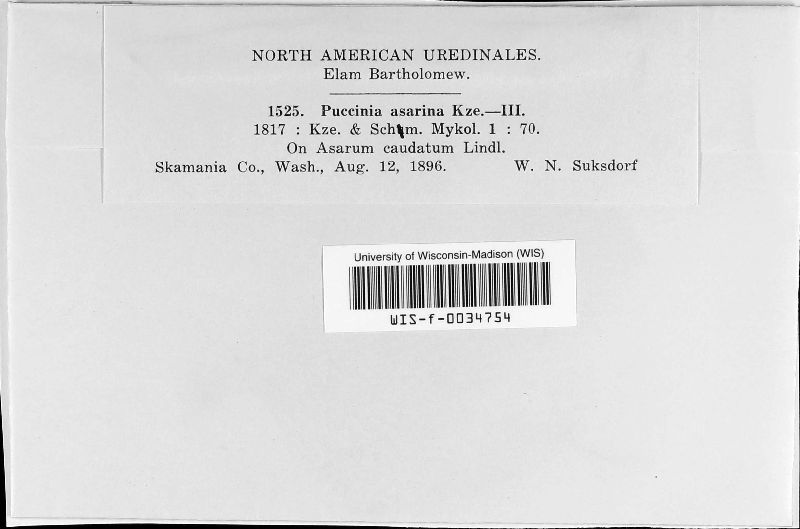 NORTH AMERICAN UREDINALES.
Elam Bartholomew.
1525. Puccinia asarina Kze.—III.
1817 : Kze. & Schm. Mykol. 1 : 70.
On Asarum caudatum Lindl.
Skamania Co., Wash., Aug. 12, 1896. W. N. Suksdorf
University of Wisconsin-Madison (WIS)
WIS-f-0034754